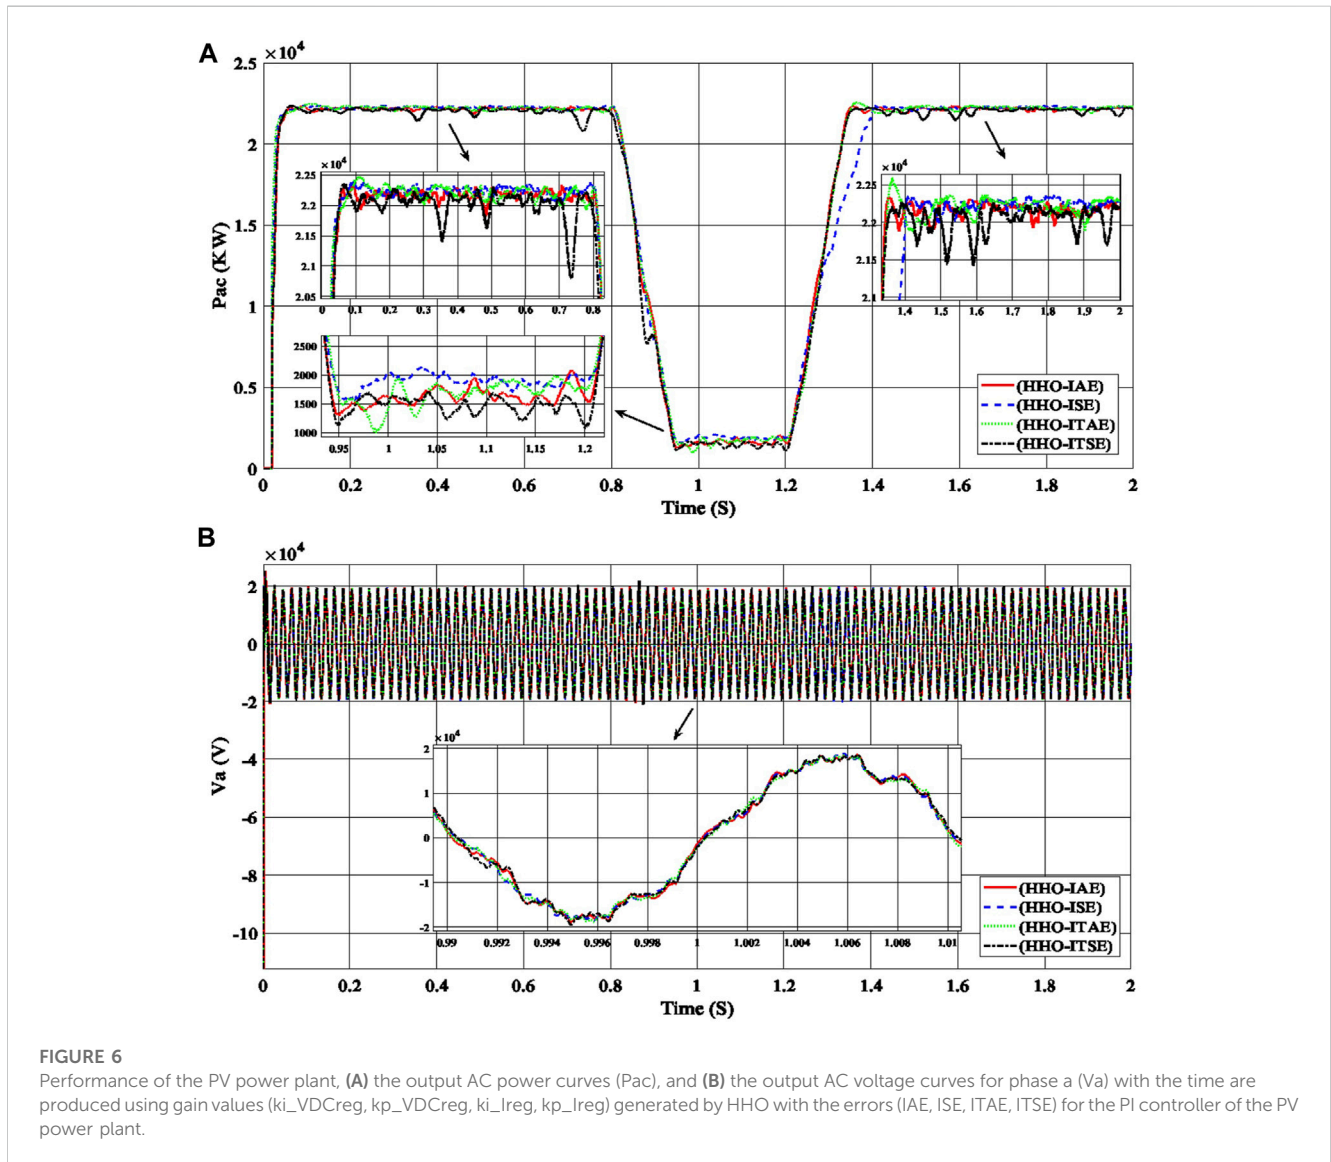 A
×10⁴
2.5
2
1.5
1
0.5
0
Pac (KW)
0 0.2 0.4 0.6 0.8 1 1.2 1.4 1.6 1.8 2
Time (S)
×10⁴
2.25
2.2
2.15
2.1
2.05
0 0.1 0.2 0.3 0.4 0.5 0.6 0.7 0.8
2500
2000
1500
1000
0.95 1 1.05 1.1 1.15 1.2
×10⁴
2.25
2.2
2.15
2.1
1.4 1.5 1.6 1.7 1.8 1.9 2
(HHO-IAE)
(HHO-ISE)
(HHO-ITAE)
(HHO-ITSE)
B
×10⁴
2
0
-2
-4
-6
-8
-10
Va (V)
0 0.2 0.4 0.6 0.8 1 1.2 1.4 1.6 1.8 2
Time (S)
×10⁴
2
1
0
-1
-2
0.99 0.992 0.994 0.996 0.998 1 1.002 1.004 1.006 1.008 1.01
(HHO-IAE)
(HHO-ISE)
(HHO-ITAE)
(HHO-ITSE)
FIGURE 6
Performance of the PV power plant, (A) the output AC power curves (Pac), and (B) the output AC voltage curves for phase a (Va) with the time are
produced using gain values (ki_VDCreg, kp_VDCreg, ki_Ireg, kp_Ireg) generated by HHO with the errors (IAE, ISE, ITAE, ITSE) for the PI controller of the PV
power plant.